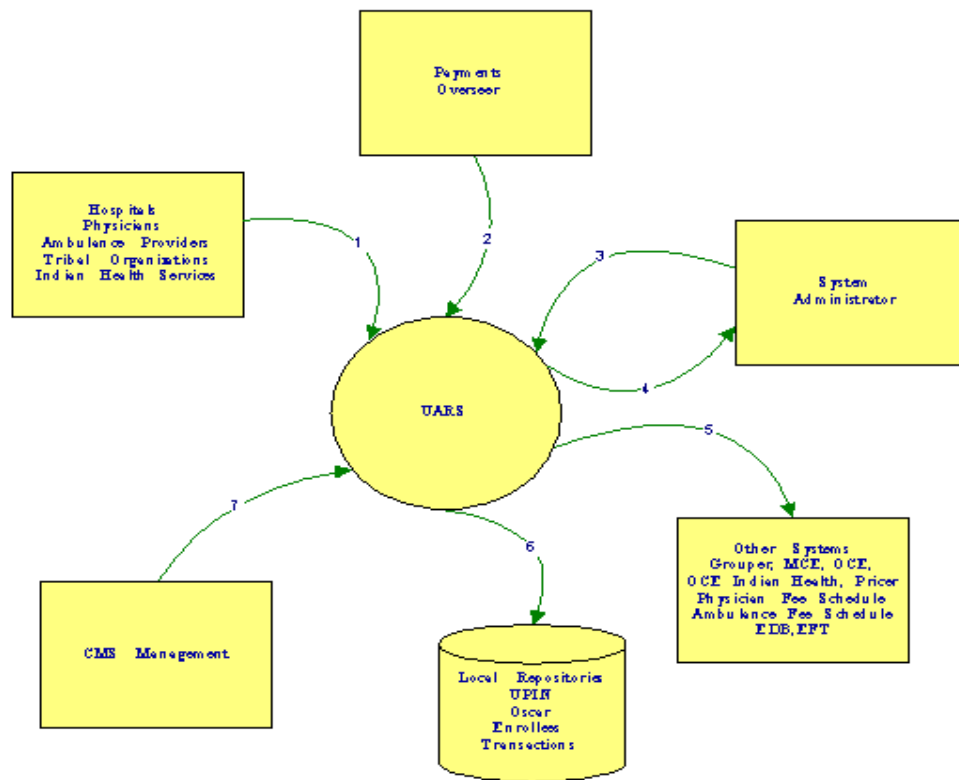 Payments
Overseer
Hospitals
Physicians
Ambulance Providers
Tribal Organizations
Indian Health Services
1
2
3
System
Administrator
4
UARS
5
7
6
Other Systems
Grouper, MCE, OCE,
OCE Indian Health, Pricer
Physician Fee Schedule
Ambulance Fee Schedule
EDB,EFT
CMS Management
Local Repositories
UPIN
Oscar
Enrollees
Transactions